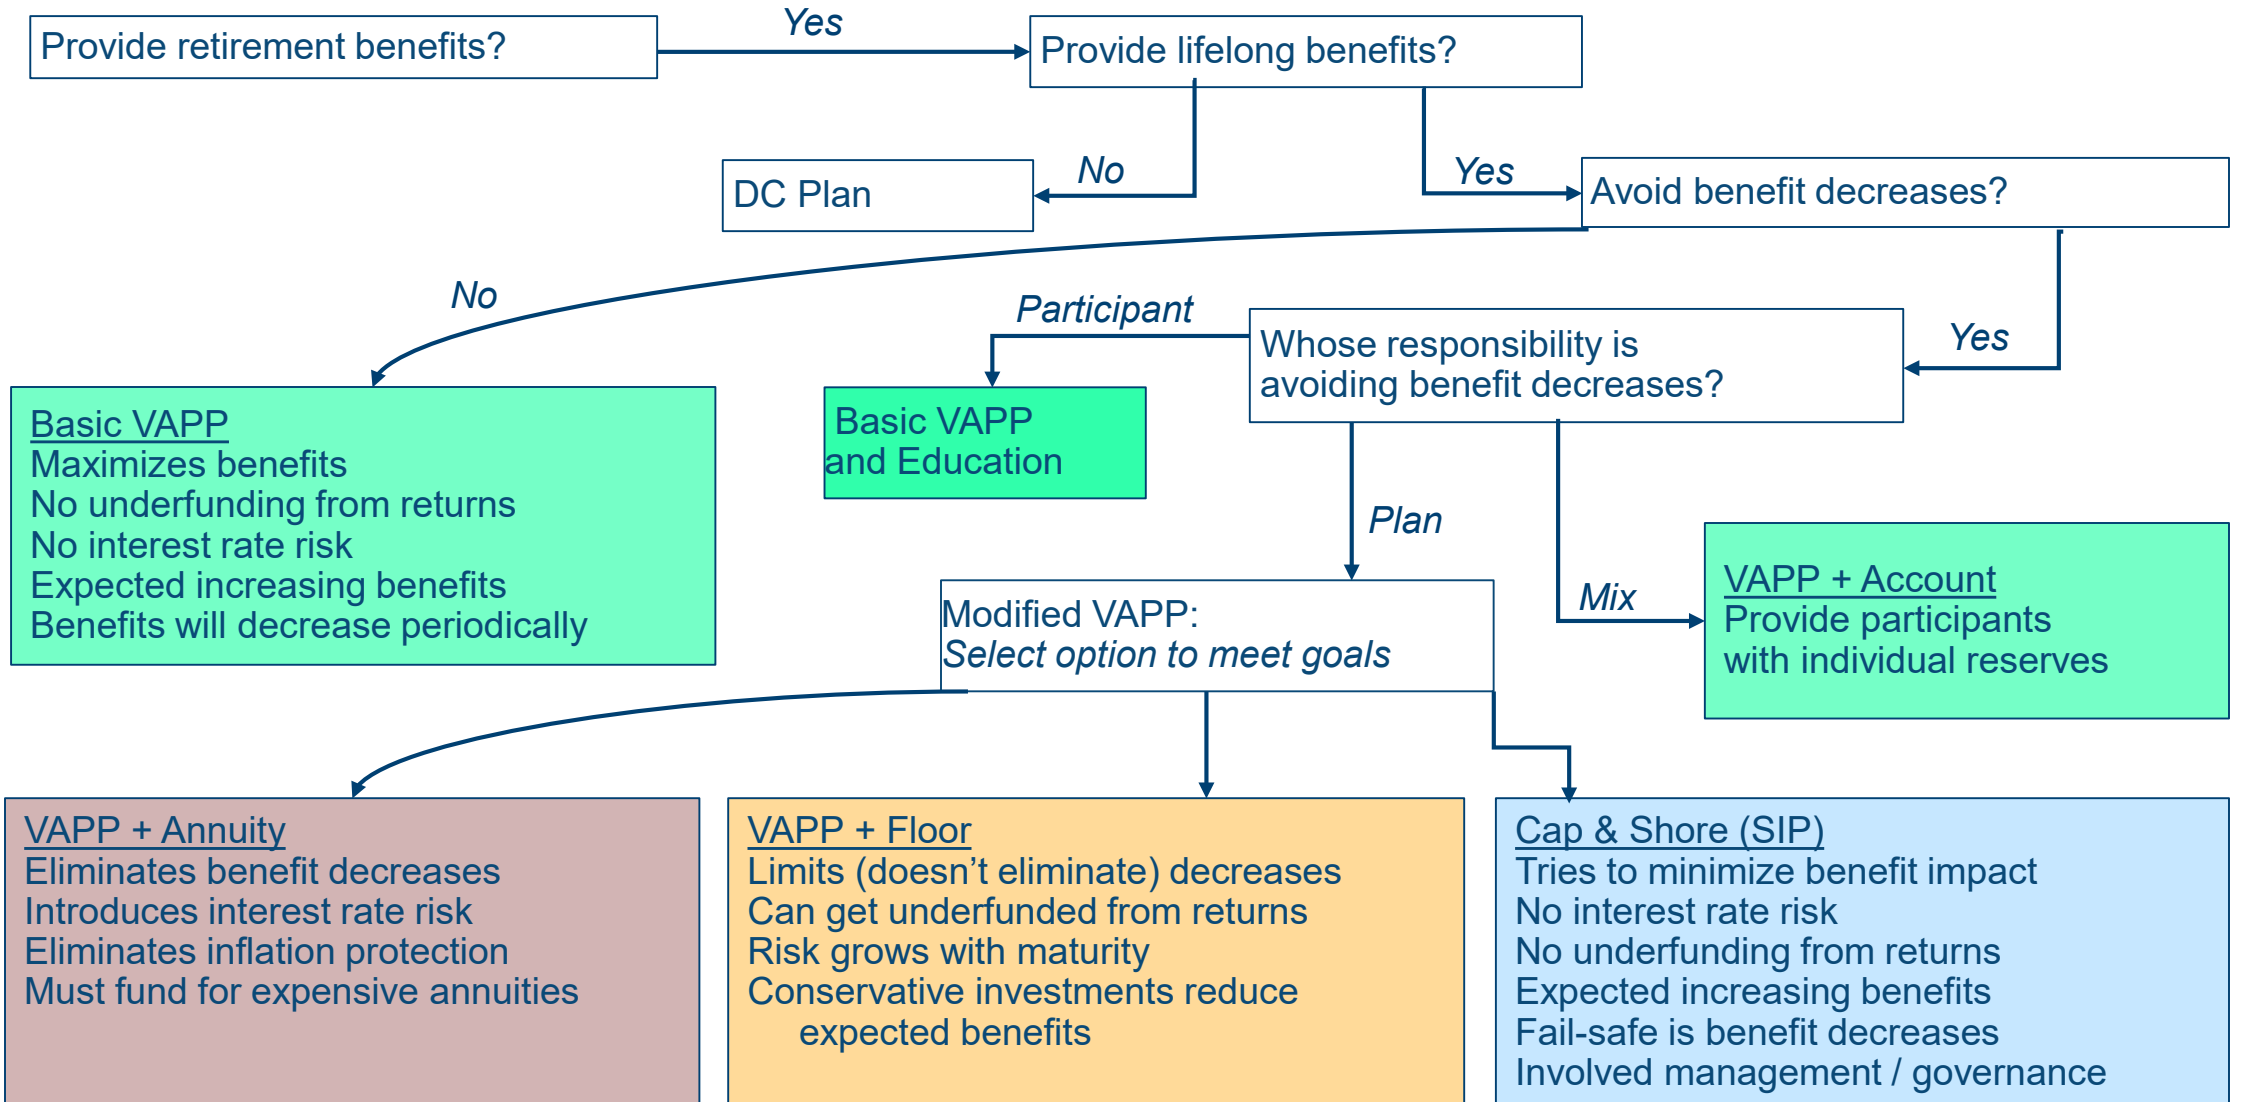 Provide retirement benefits?
Yes
Provide lifelong benefits?
No
DC Plan
Yes
Avoid benefit decreases?
No
Participant
Whose responsibility is
avoiding benefit decreases?
Yes
Basic VAPP
Maximizes benefits
No underfunding from returns
No interest rate risk
Expected increasing benefits
Benefits will decrease periodically
Basic VAPP
and Education
Plan
Mix
VAPP + Account
Provide participants
with individual reserves
Modified VAPP:
Select option to meet goals
VAPP + Annuity
Eliminates benefit decreases
Introduces interest rate risk
Eliminates inflation protection
Must fund for expensive annuities
VAPP + Floor
Limits (doesn’t eliminate) decreases
Can get underfunded from returns
Risk grows with maturity
Conservative investments reduce
expected benefits
Cap & Shore (SIP)
Tries to minimize benefit impact
No interest rate risk
No underfunding from returns
Expected increasing benefits
Fail-safe is benefit decreases
Involved management / governance